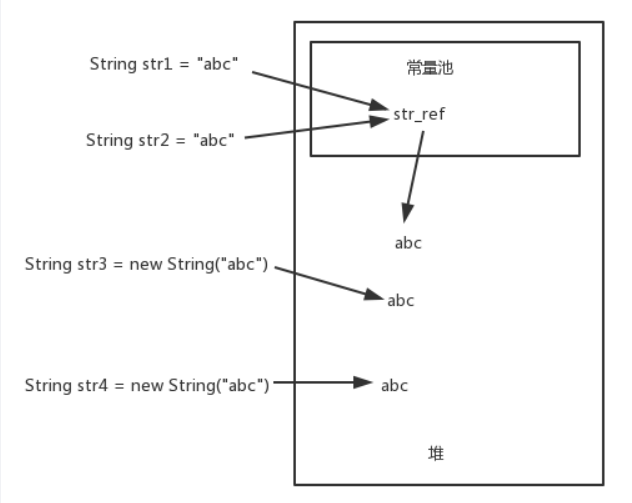 String str1 = "abc"
常量池
str_ref
String str2 = "abc"
abc
String str3 = new String("abc")
abc
String str4 = new String("abc")
abc
堆